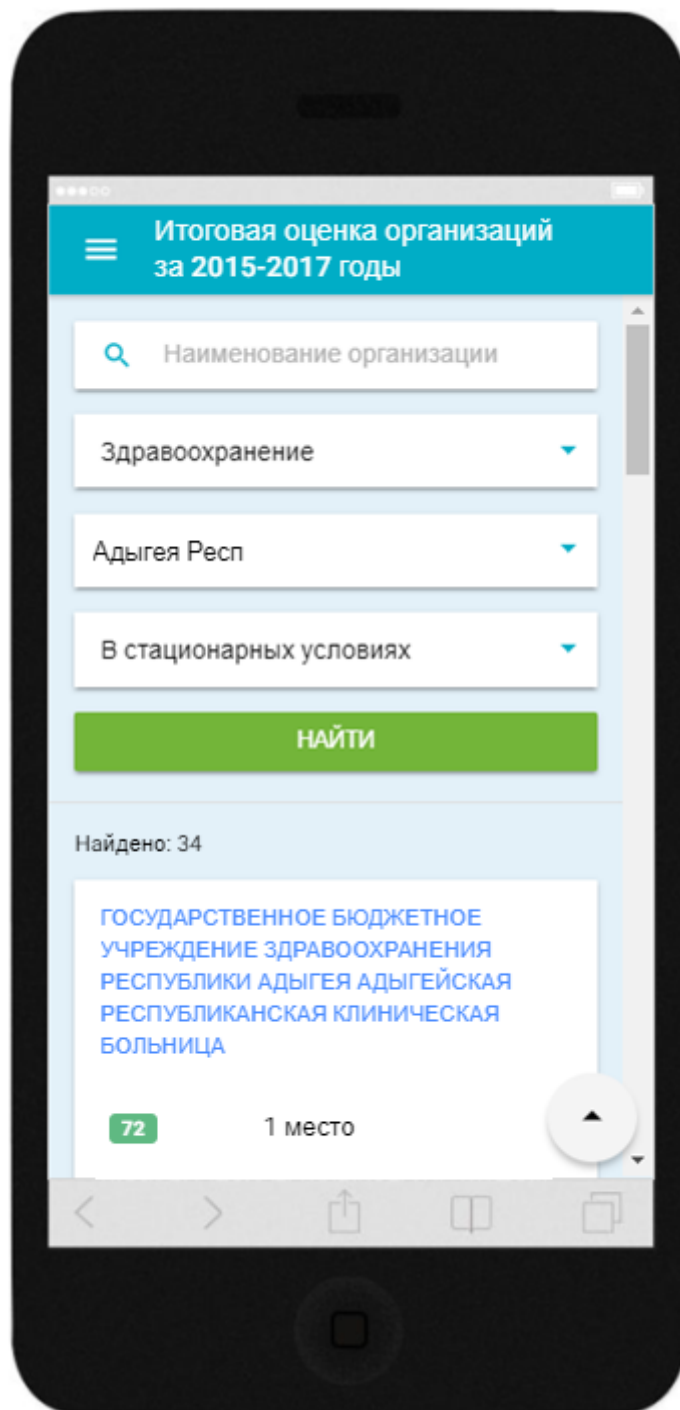 Итоговая оценка организаций
за 2015-2017 годы
Наименование организации
Здравоохранение
Адыгея Респ
В стационарных условиях
НАЙТИ
Найдено: 34
ГОСУДАРСТВЕННОЕ БЮДЖЕТНОЕ
УЧРЕЖДЕНИЕ ЗДРАВООХРАНЕНИЯ
РЕСПУБЛИКИ АДЫГЕЯ АДЫГЕЙСКАЯ
РЕСПУБЛИКАНСКАЯ КЛИНИЧЕСКАЯ
БОЛЬНИЦА
72 1 место